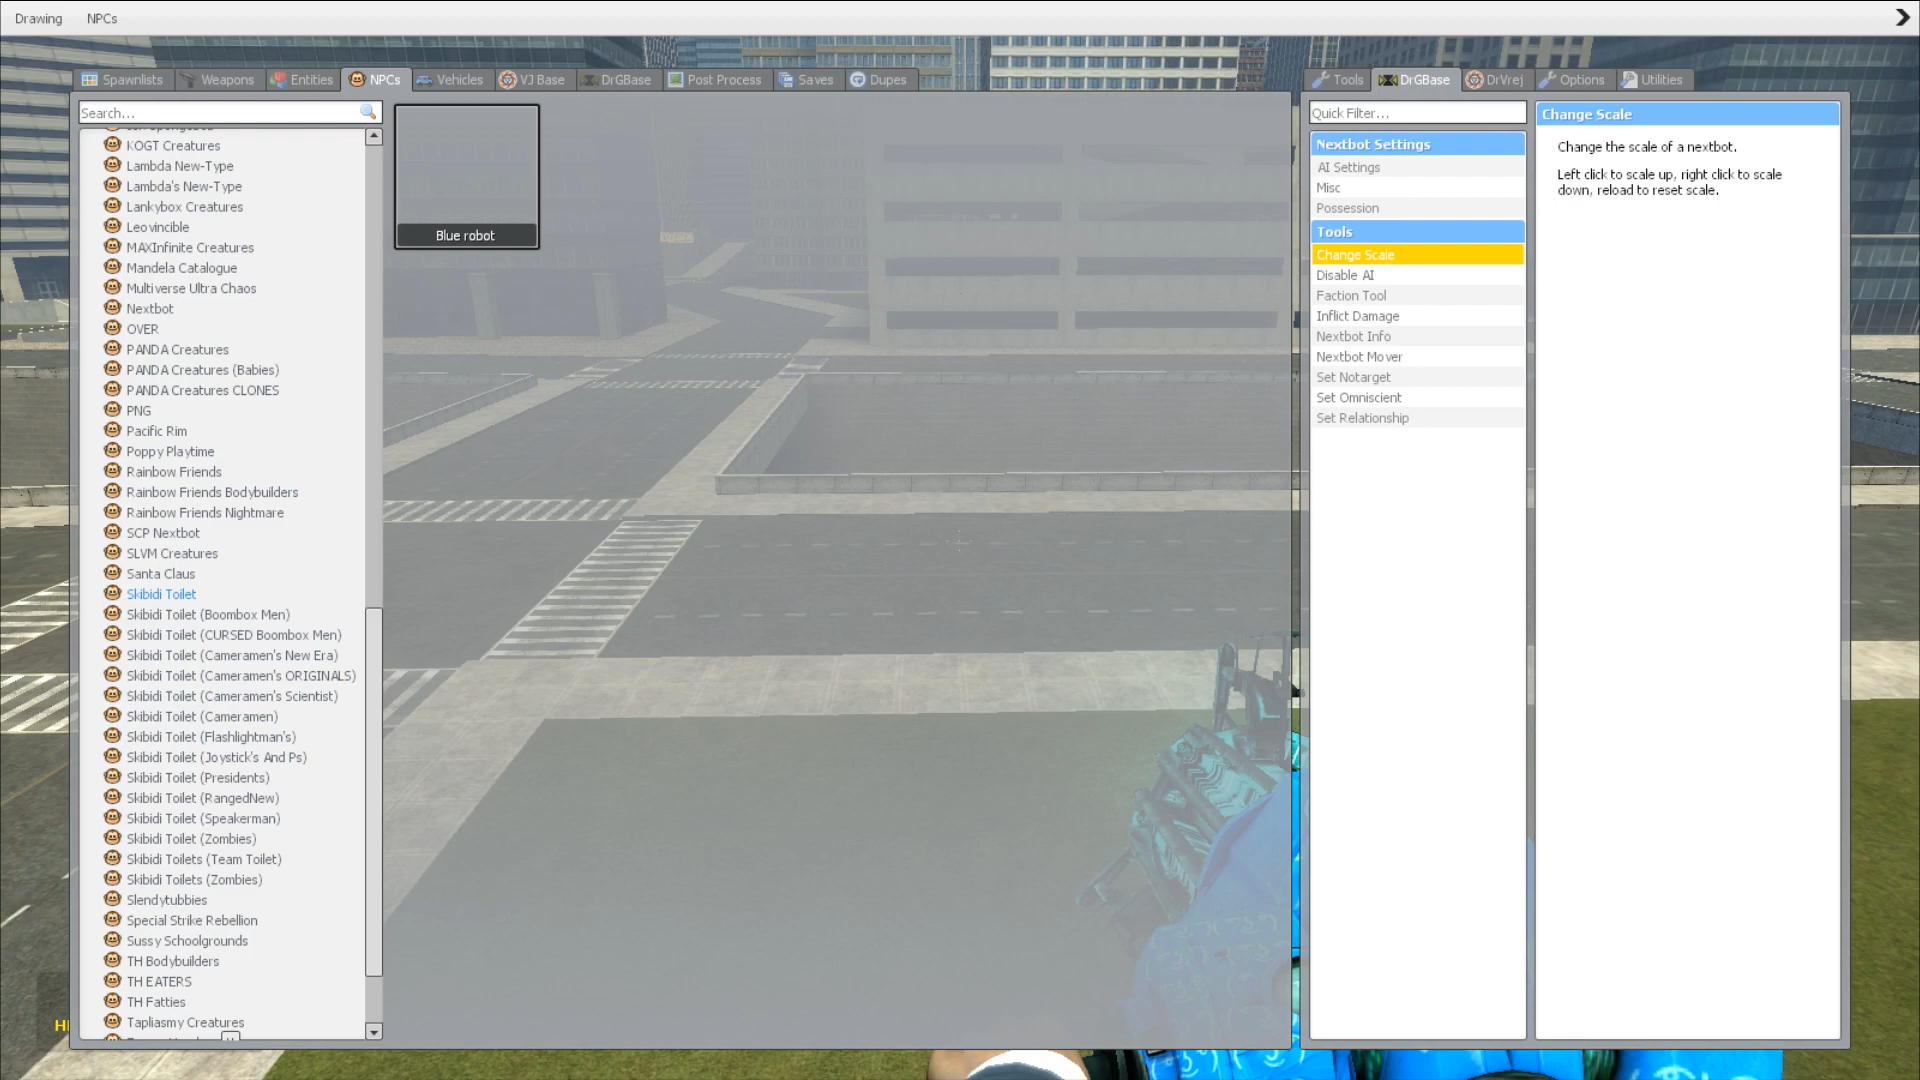 Drawing NPCs
Spawnlists Weapons Entities NPCs Vehicles VJ Base DrGBase Post Process Saves Dupes
Search...
KOGT Creatures
Lambda New-Type
Lambda's New-Type
Lankybox Creatures
Leovincible
MAXInfinite Creatures
Mandela Catalogue
Multiverse Ultra Chaos
Nextbot
OVER
PANDA Creatures
PANDA Creatures (Babies)
PANDA Creatures CLONES
PNG
Pacific Rim
Poppy Playtime
Rainbow Friends
Rainbow Friends Bodybuilders
Rainbow Friends Nightmare
SCP Nextbot
SLVM Creatures
Santa Claus
Skibidi Toilet
Skibidi Toilet (Boombox Men)
Skibidi Toilet (CURSED Boombox Men)
Skibidi Toilet (Cameramen's New Era)
Skibidi Toilet (Cameramen's ORIGINALS)
Skibidi Toilet (Cameramen's Scientist)
Skibidi Toilet (Cameramen)
Skibidi Toilet (Flashlightman's)
Skibidi Toilet (Joystick's And Ps)
Skibidi Toilet (Presidents)
Skibidi Toilet (RangedNew)
Skibidi Toilet (Speakerman)
Skibidi Toilet (Zombies)
Skibidi Toilets (Team Toilet)
Skibidi Toilets (Zombies)
Slendytubbies
Special Strike Rebellion
Sussy Schoolgrounds
TH Bodybuilders
TH EATERS
TH Fatties
Tapliasmy Creatures
Blue robot
Tools DrGBase DrVrej Options Utilities
Quick Filter...
Nextbot Settings
AI Settings
Misc
Possession
Tools
Change Scale
Disable AI
Faction Tool
Inflict Damage
Nextbot Info
Nextbot Mover
Set Notarget
Set Omniscient
Set Relationship
Change Scale
Change the scale of a nextbot.
Left click to scale up, right click to scale
down, reload to reset scale.